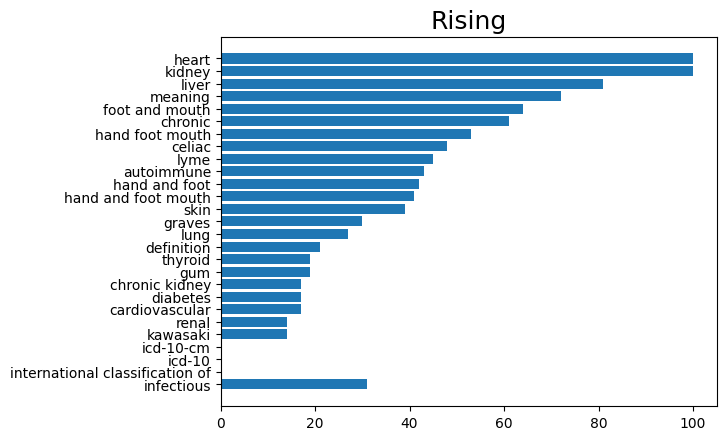 Rising
heart
kidney
liver
meaning
foot and mouth
chronic
hand foot mouth
celiac
lyme
autoimmune
hand and foot
hand and foot mouth
skin
graves
lung
definition
thyroid
gum
chronic kidney
diabetes
cardiovascular
renal
kawasaki
icd-10-cm
icd-10
international classification of
infectious
0 20 40 60 80 100